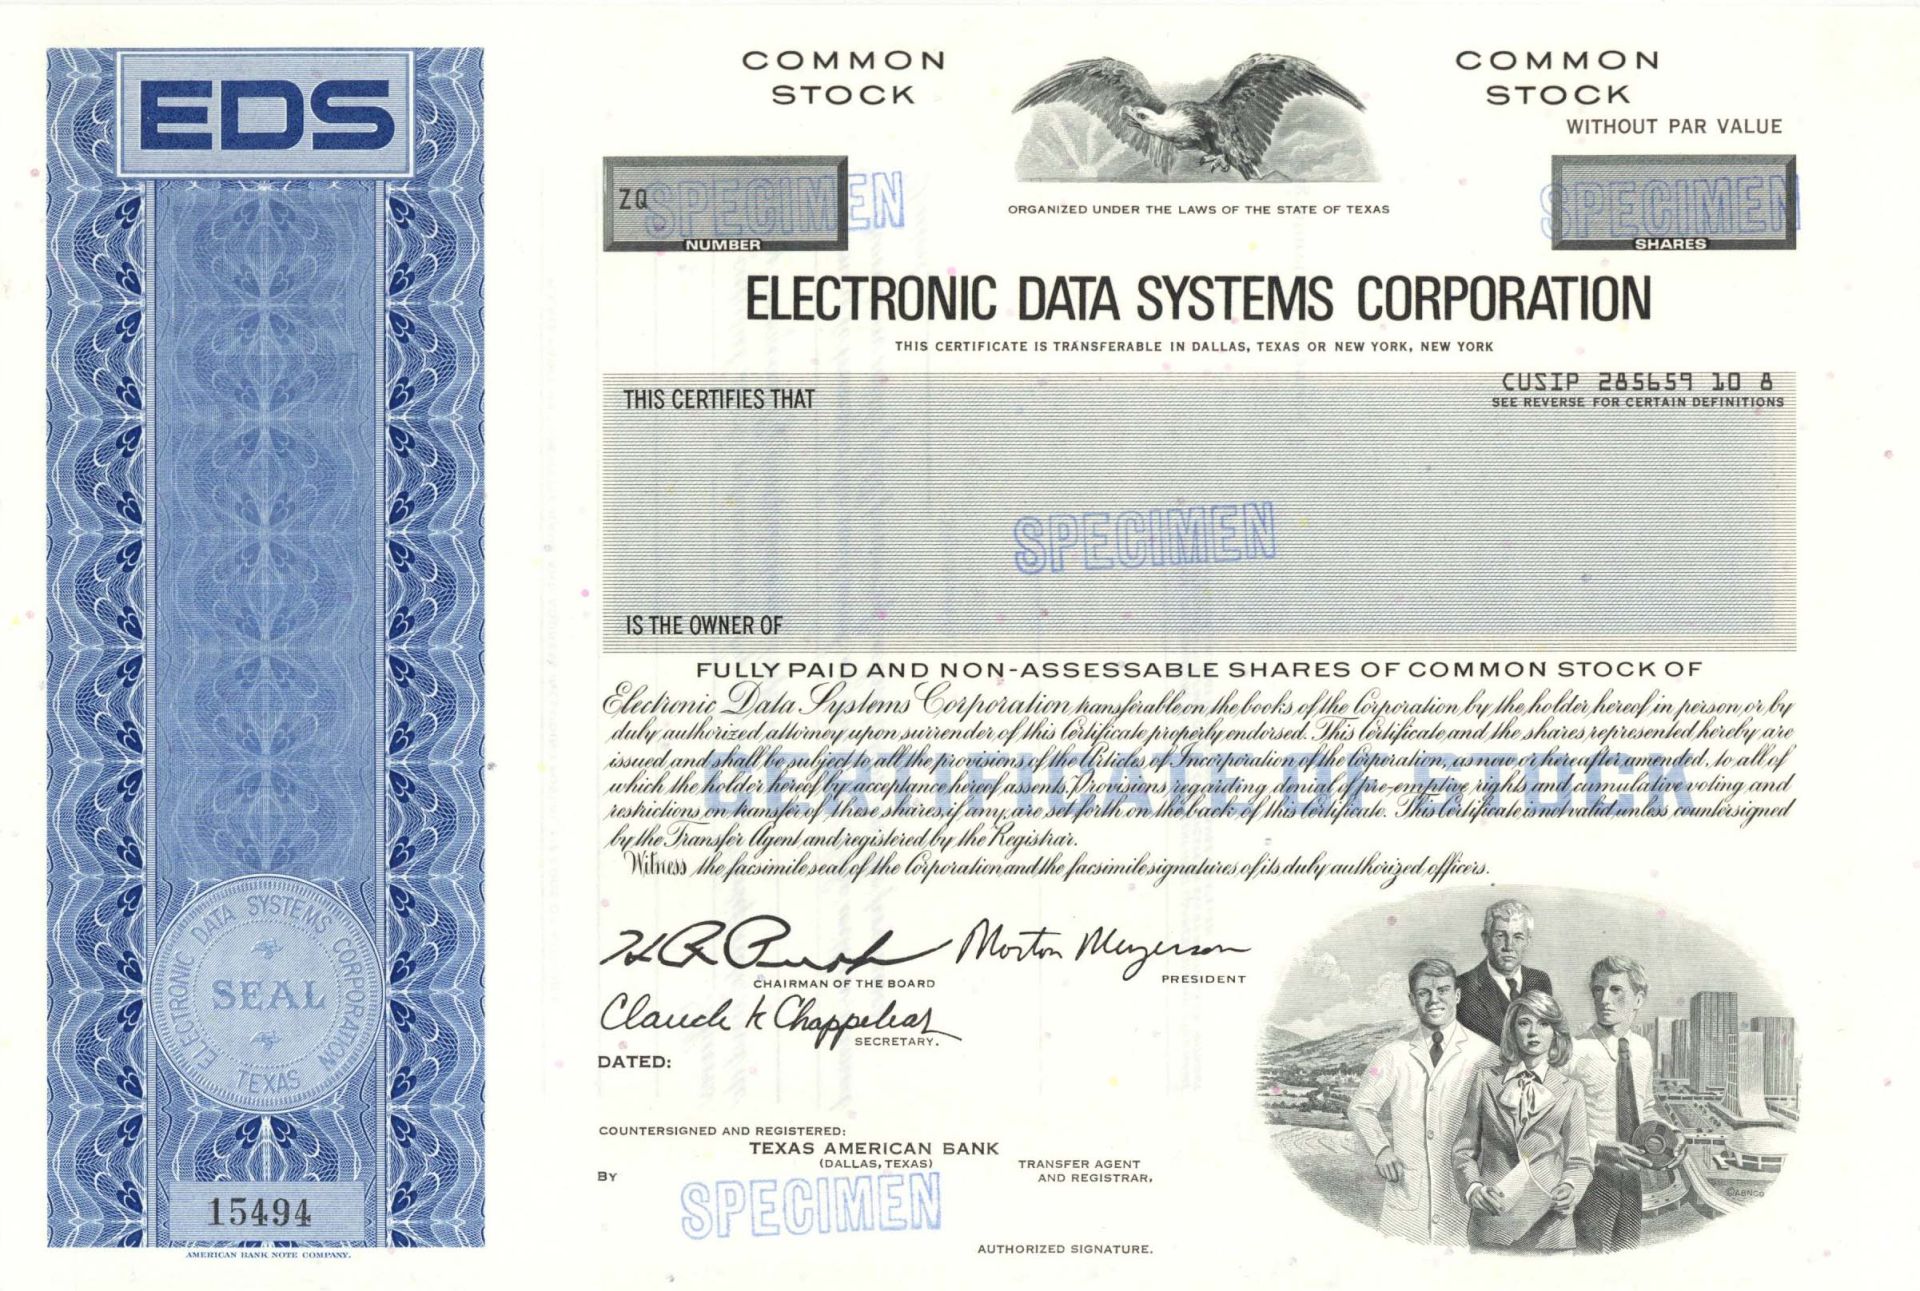 EDS
COMMON
STOCK
COMMON
STOCK
WITHOUT PAR VALUE
ZQ
SPECIMEN
NUMBER
ORGANIZED UNDER THE LAWS OF THE STATE OF TEXAS
SPECIMEN
SHARES
ELECTRONIC DATA SYSTEMS CORPORATION
THIS CERTIFICATE IS TRANSFERABLE IN DALLAS, TEXAS OR NEW YORK, NEW YORK
THIS CERTIFIES THAT
CUSIP 285659 10 8
SEE REVERSE FOR CERTAIN DEFINITIONS
SPECIMEN
IS THE OWNER OF
FULLY PAID AND NON-ASSESSABLE SHARES OF COMMON STOCK OF
Electronic Data Systems Corporation transferable on the books of the Corporation by the holder hereof in person or by
duly authorized attorney upon surrender of this Certificate properly endorsed. This Certificate and the shares represented hereby are
issued and shall be subject to all the provisions of the Articles of Incorporation of the Corporation, as now or hereafter amended, to all of
which the holder hereof by acceptance hereof assents. Provisions regarding denial of pre-emptive rights and cumulative voting and
restrictions on transfer of these shares, if any, are set forth on the back of this Certificate. This Certificate is not valid unless countersigned
by the Transfer Agent and registered by the Registrar.
CERTIFICATE OF STOCK
Witness the facsimile seal of the Corporation and the facsimile signatures of its duly authorized officers.
Morton Meyerson
CHAIRMAN OF THE BOARD
PRESIDENT
Claude K Chappelear
SECRETARY.
DATED:
COUNTERSIGNED AND REGISTERED:
TEXAS AMERICAN BANK
(DALLAS, TEXAS)
TRANSFER AGENT
AND REGISTRAR,
BY
SPECIMEN
AUTHORIZED SIGNATURE.
©ABNCO
ELECTRONIC DATA SYSTEMS CORPORATION
SEAL
TEXAS
15494
AMERICAN BANK NOTE COMPANY.